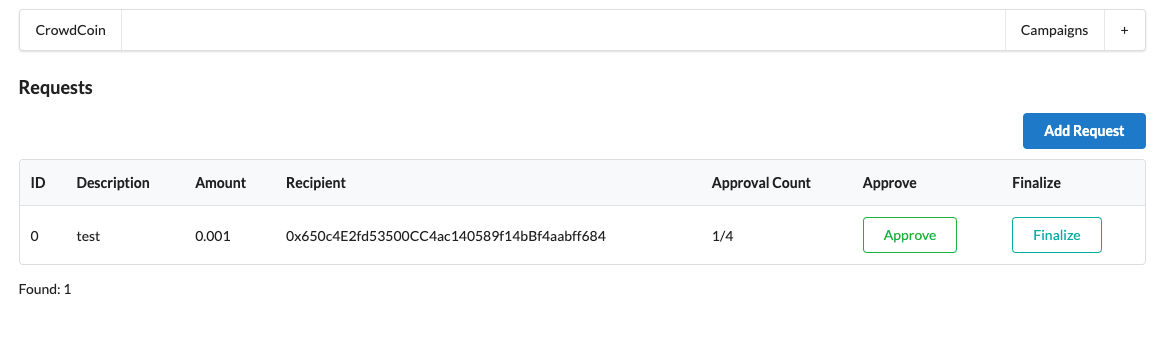 CrowdCoin Campaigns +
Requests
Add Request
ID Description Amount Recipient Approval Count Approve Finalize
0 test 0.001 0x650c4E2fd53500CC4ac140589f14bBf4aabff684 1/4 Approve Finalize
Found: 1